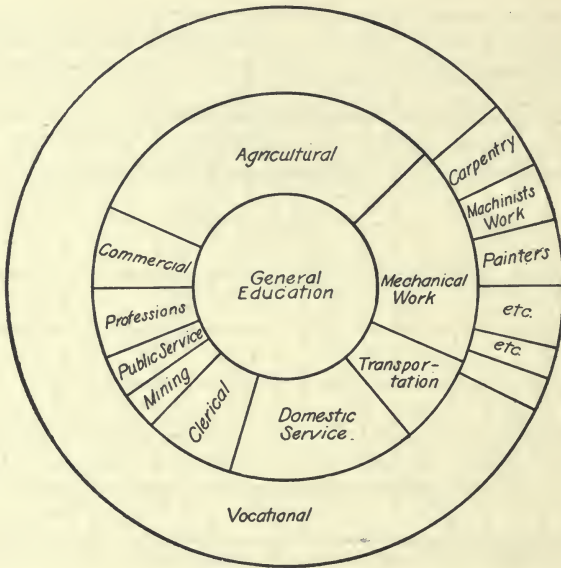 Agricultural
Carpentry
Machinists
Work
Painters
etc.
etc.
Commercial
General
Education
Mechanical
Work
Professions
Public Service
Mining
Clerical
Domestic
Service.
Transpor-
tation
Vocational